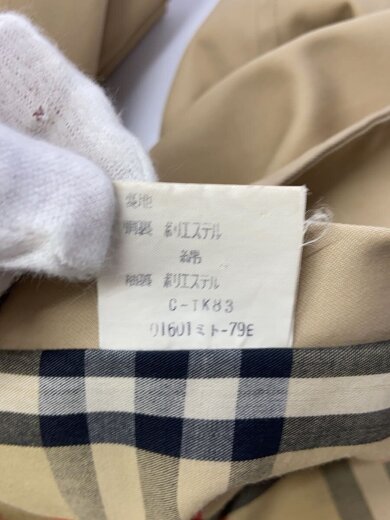 表地
胴裏 ポリエステル
綿
袖裏 ポリエステル
C-TK83
01601ミト-79E